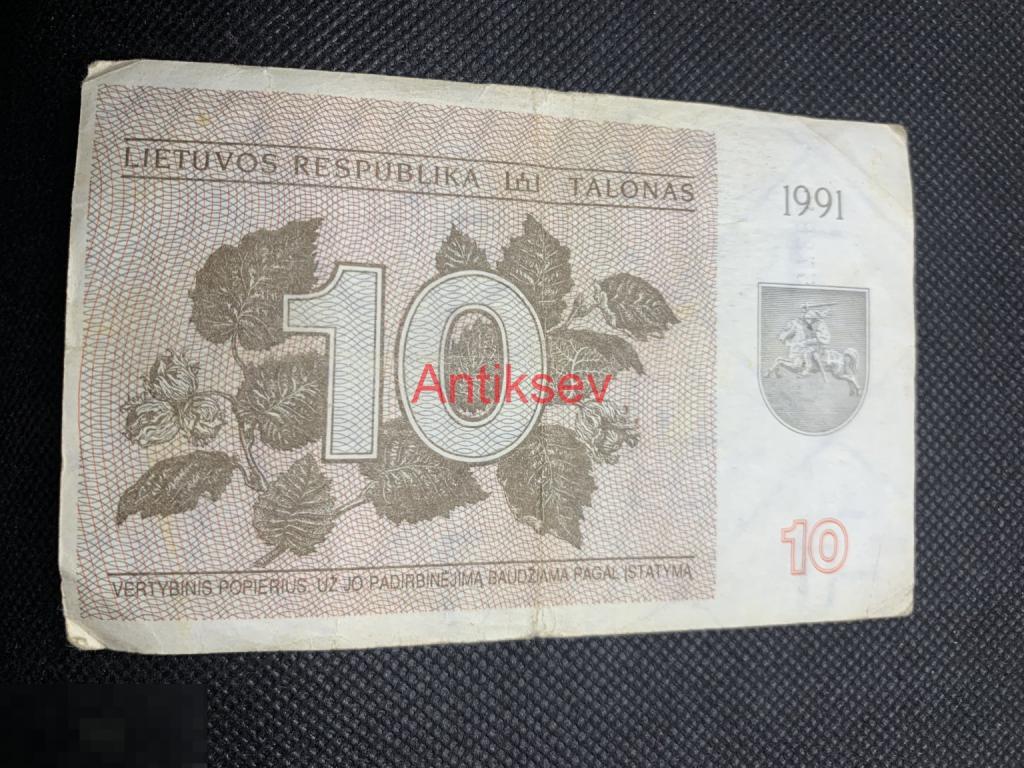 LIETUVOS RESPUBLIKA TALONAS
1991
10
Antiksev
10
VERTYBINIS POPIERIUS. UŽ JO PADIRBINĖJIMĄ BAUDŽIAMA PAGAL ĮSTATYMĄ